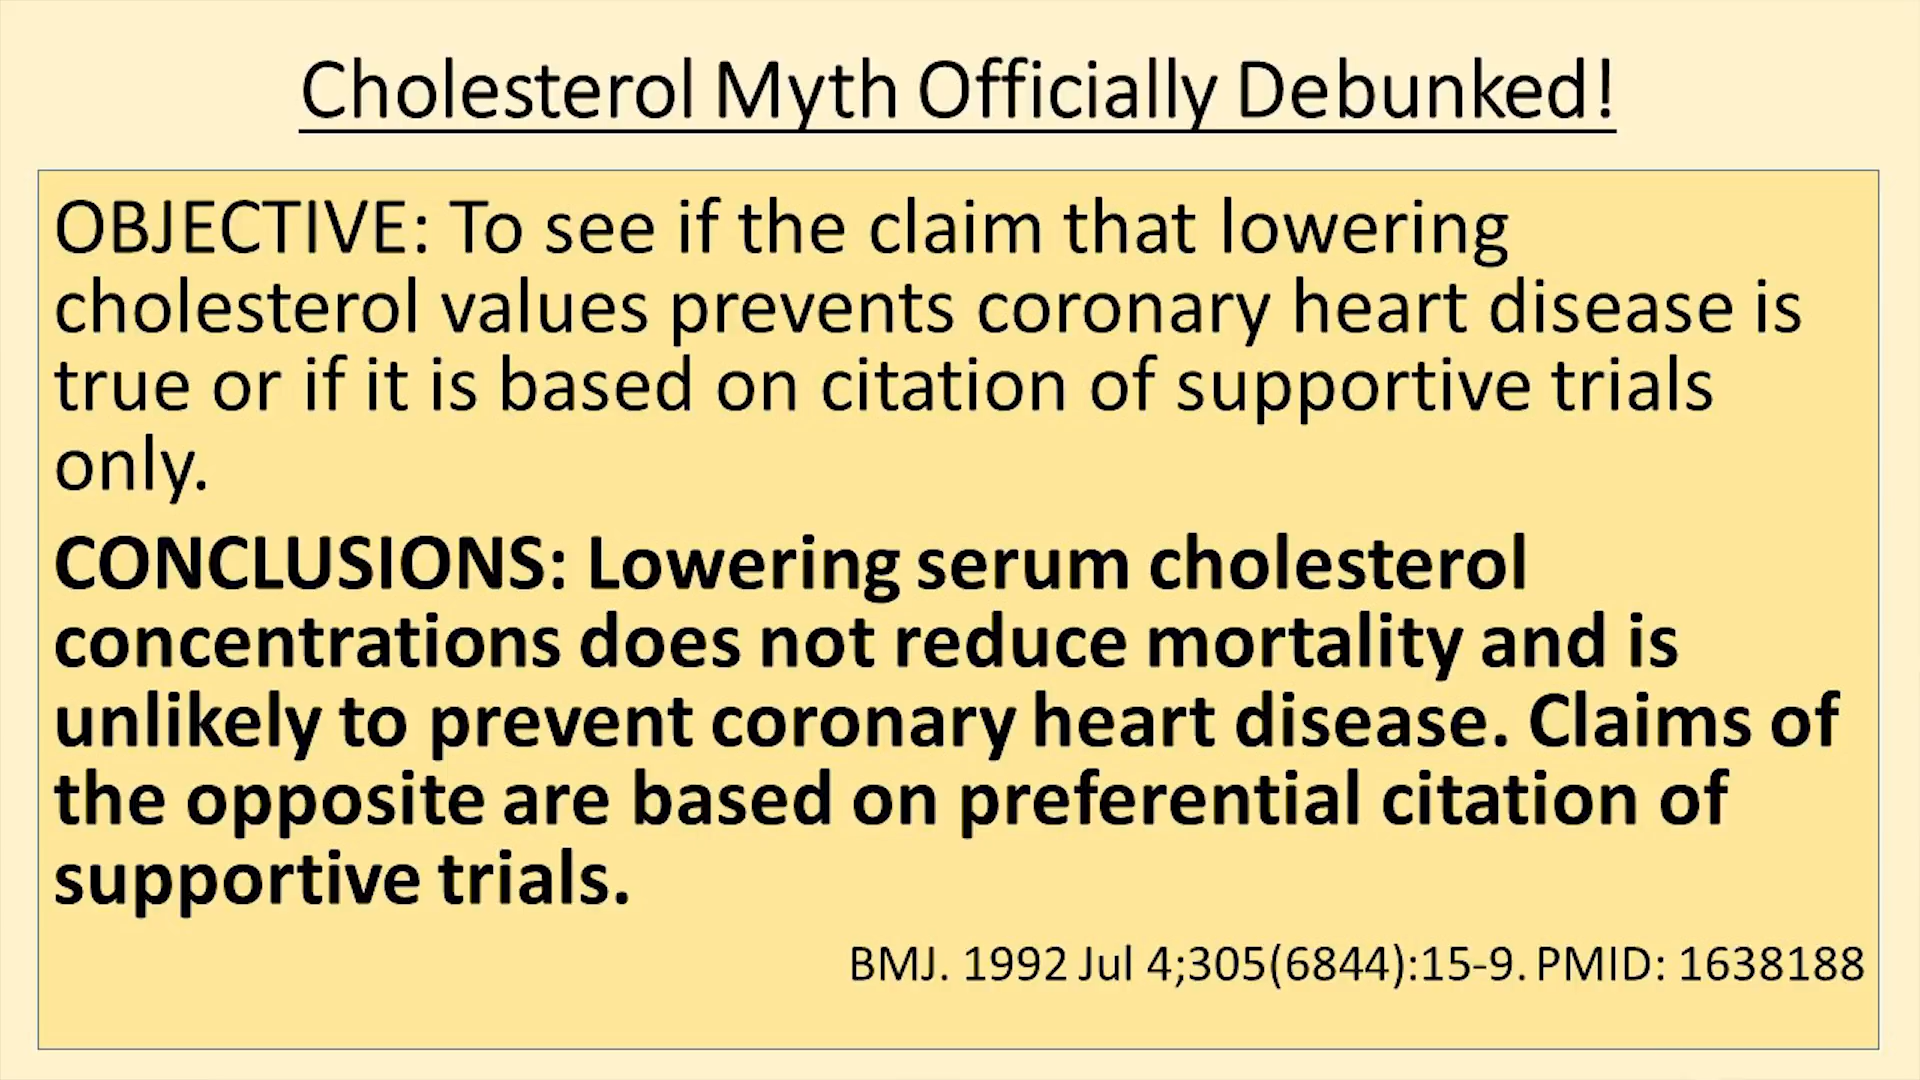 Cholesterol Myth Officially Debunked!
OBJECTIVE: To see if the claim that lowering
cholesterol values prevents coronary heart disease is
true or if it is based on citation of supportive trials
only.
CONCLUSIONS: Lowering serum cholesterol
concentrations does not reduce mortality and is
unlikely to prevent coronary heart disease. Claims of
the opposite are based on preferential citation of
supportive trials.
BMJ. 1992 Jul 4;305(6844):15-9. PMID: 1638188